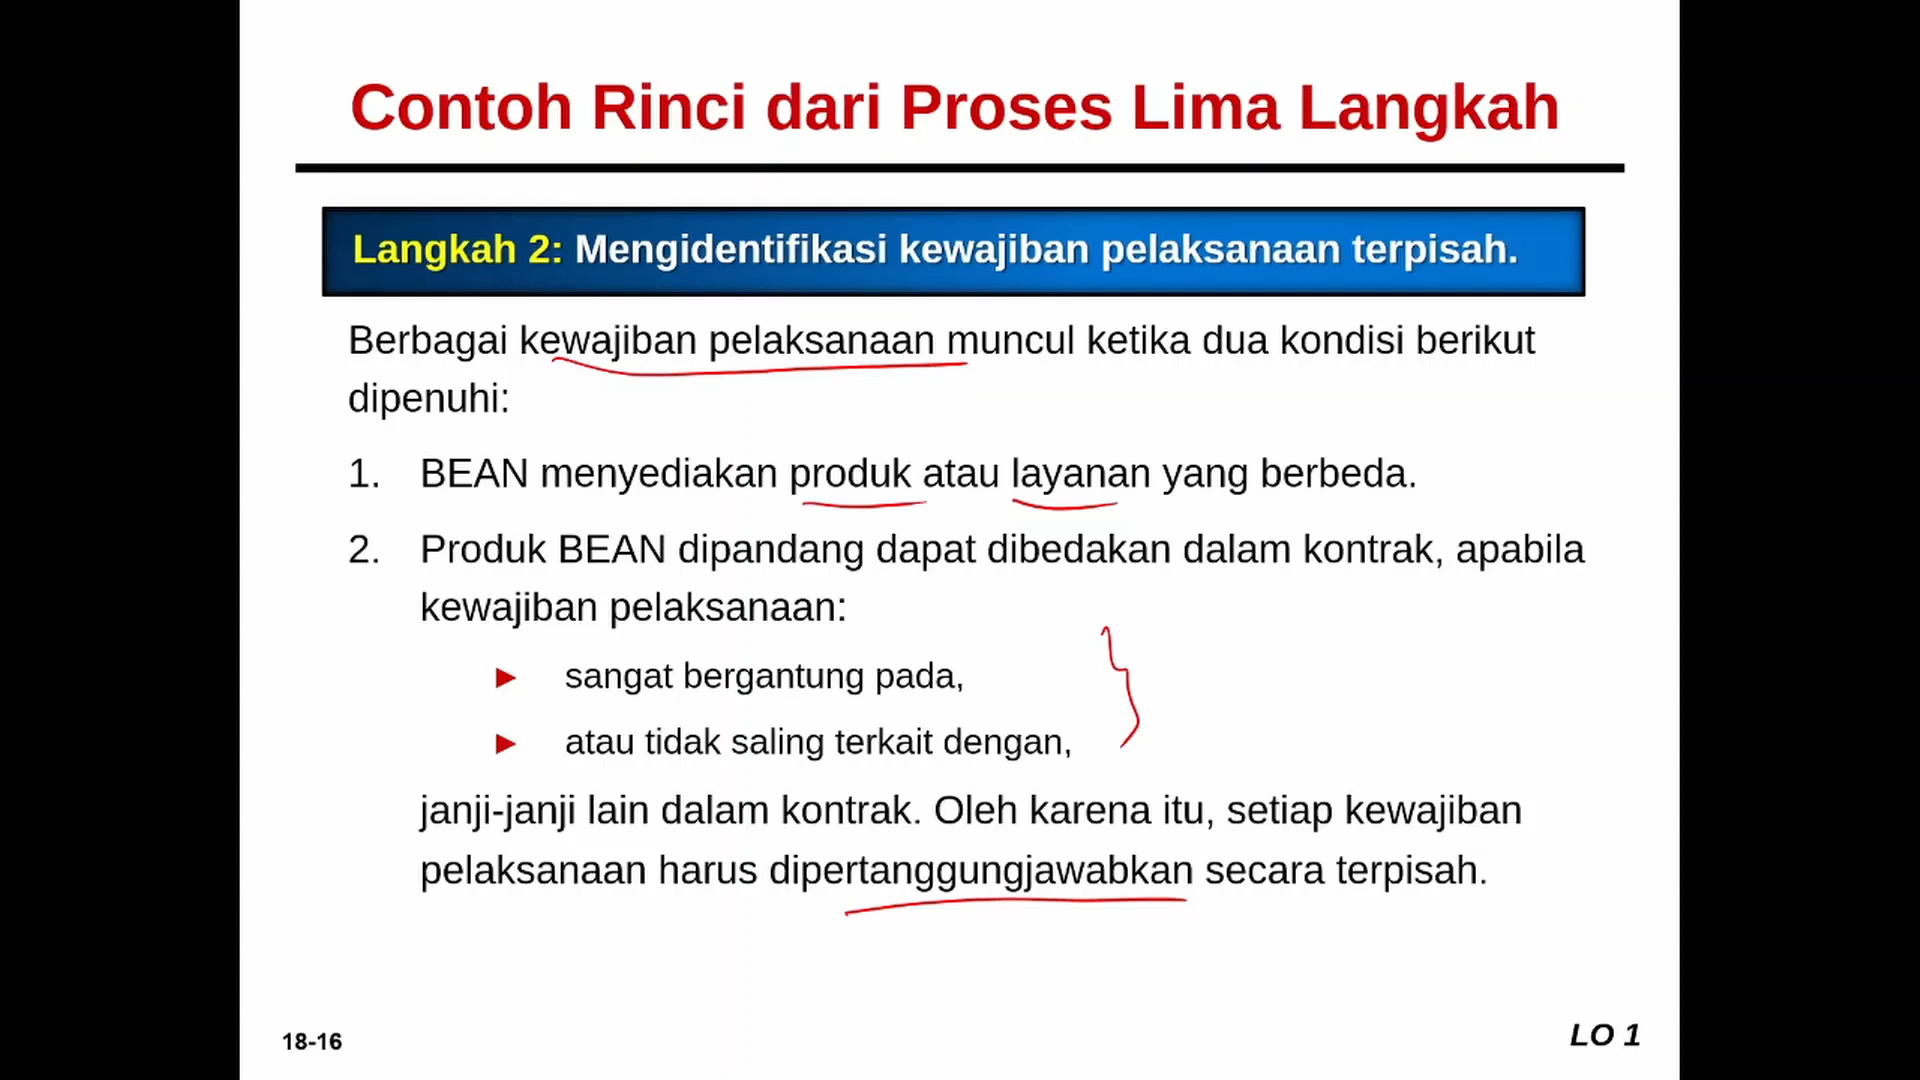 Contoh Rinci dari Proses Lima Langkah
Langkah 2: Mengidentifikasi kewajiban pelaksanaan terpisah.
Berbagai kewajiban pelaksanaan muncul ketika dua kondisi berikut
dipenuhi:
1. BEAN menyediakan produk atau layanan yang berbeda.
2. Produk BEAN dipandang dapat dibedakan dalam kontrak, apabila
kewajiban pelaksanaan:
► sangat bergantung pada,
► atau tidak saling terkait dengan,
janji-janji lain dalam kontrak. Oleh karena itu, setiap kewajiban
pelaksanaan harus dipertanggungjawabkan secara terpisah.
18-16
LO 1